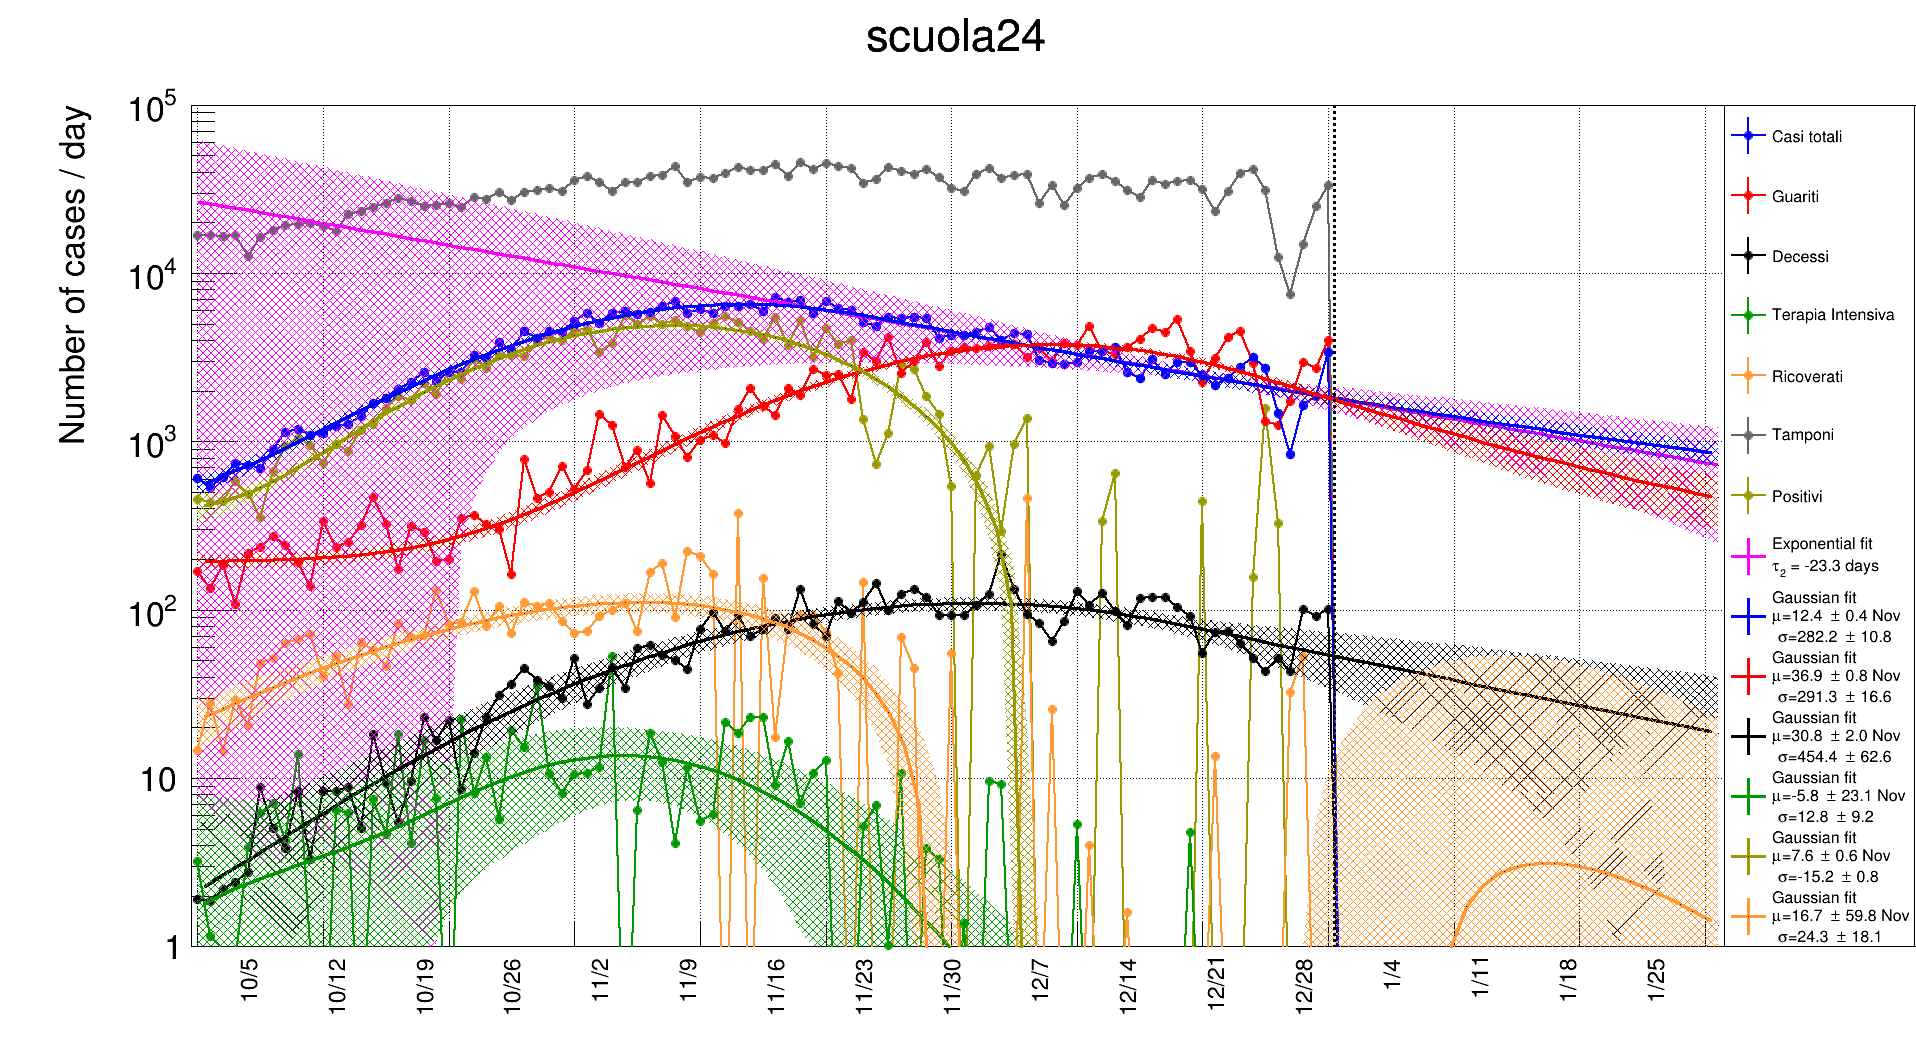 scuola24
Number of cases / day
10^5
10^4
10^3
10^2
10
1
10/5
10/12
10/19
10/26
11/2
11/9
11/16
11/23
11/30
12/7
12/14
12/21
12/28
1/4
1/11
1/18
1/25
Casi totali
Guariti
Decessi
Terapia Intensiva
Ricoverati
Tamponi
Positivi
Exponential fit
τ₂ = -23.3 days
Gaussian fit
μ=12.4 ± 0.4 Nov
σ=282.2 ± 10.8
Gaussian fit
μ=36.9 ± 0.8 Nov
σ=291.3 ± 16.6
Gaussian fit
μ=30.8 ± 2.0 Nov
σ=454.4 ± 62.6
Gaussian fit
μ=-5.8 ± 23.1 Nov
σ=12.8 ± 9.2
Gaussian fit
μ=7.6 ± 0.6 Nov
σ=-15.2 ± 0.8
Gaussian fit
μ=16.7 ± 59.8 Nov
σ=24.3 ± 18.1